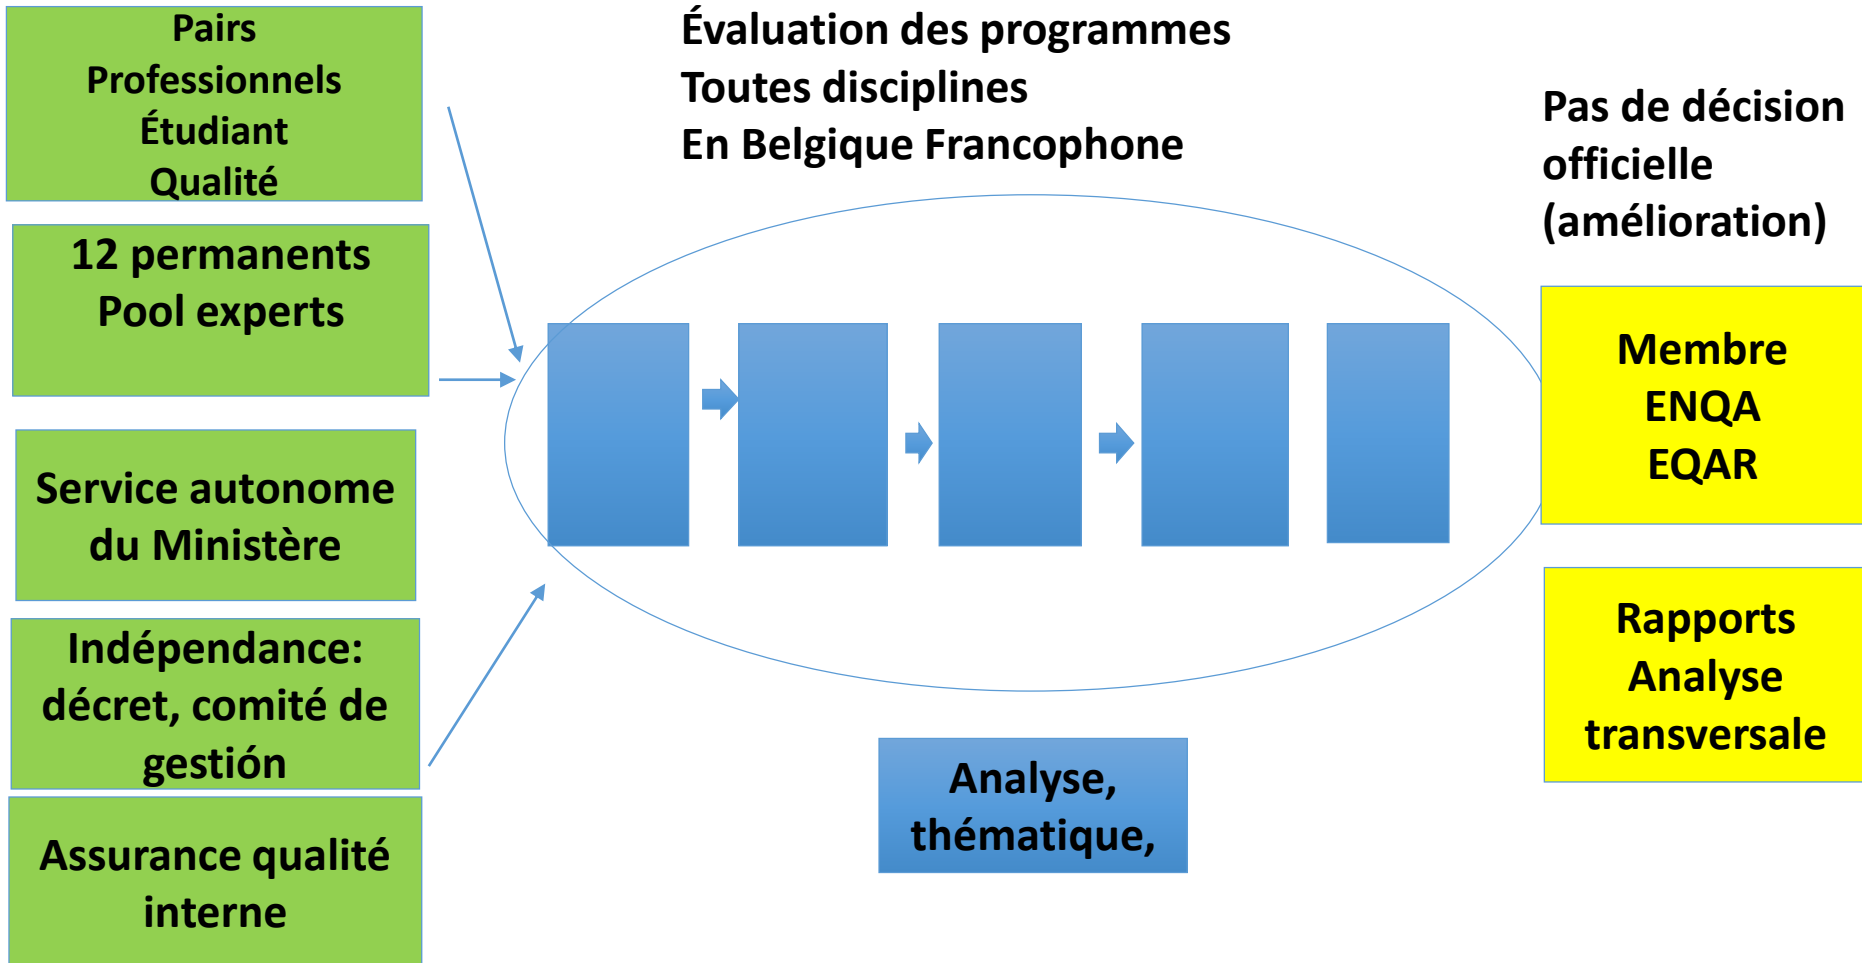 Pairs
Professionnels
Étudiant
Qualité
12 permanents
Pool experts
Service autonome
du Ministère
Indépendance:
décret, comité de
gestión
Assurance qualité
interne
Évaluation des programmes
Toutes disciplines
En Belgique Francophone
Analyse,
thématique,
Pas de décision
officielle
(amélioration)
Membre
ENQA
EQAR
Rapports
Analyse
transversale